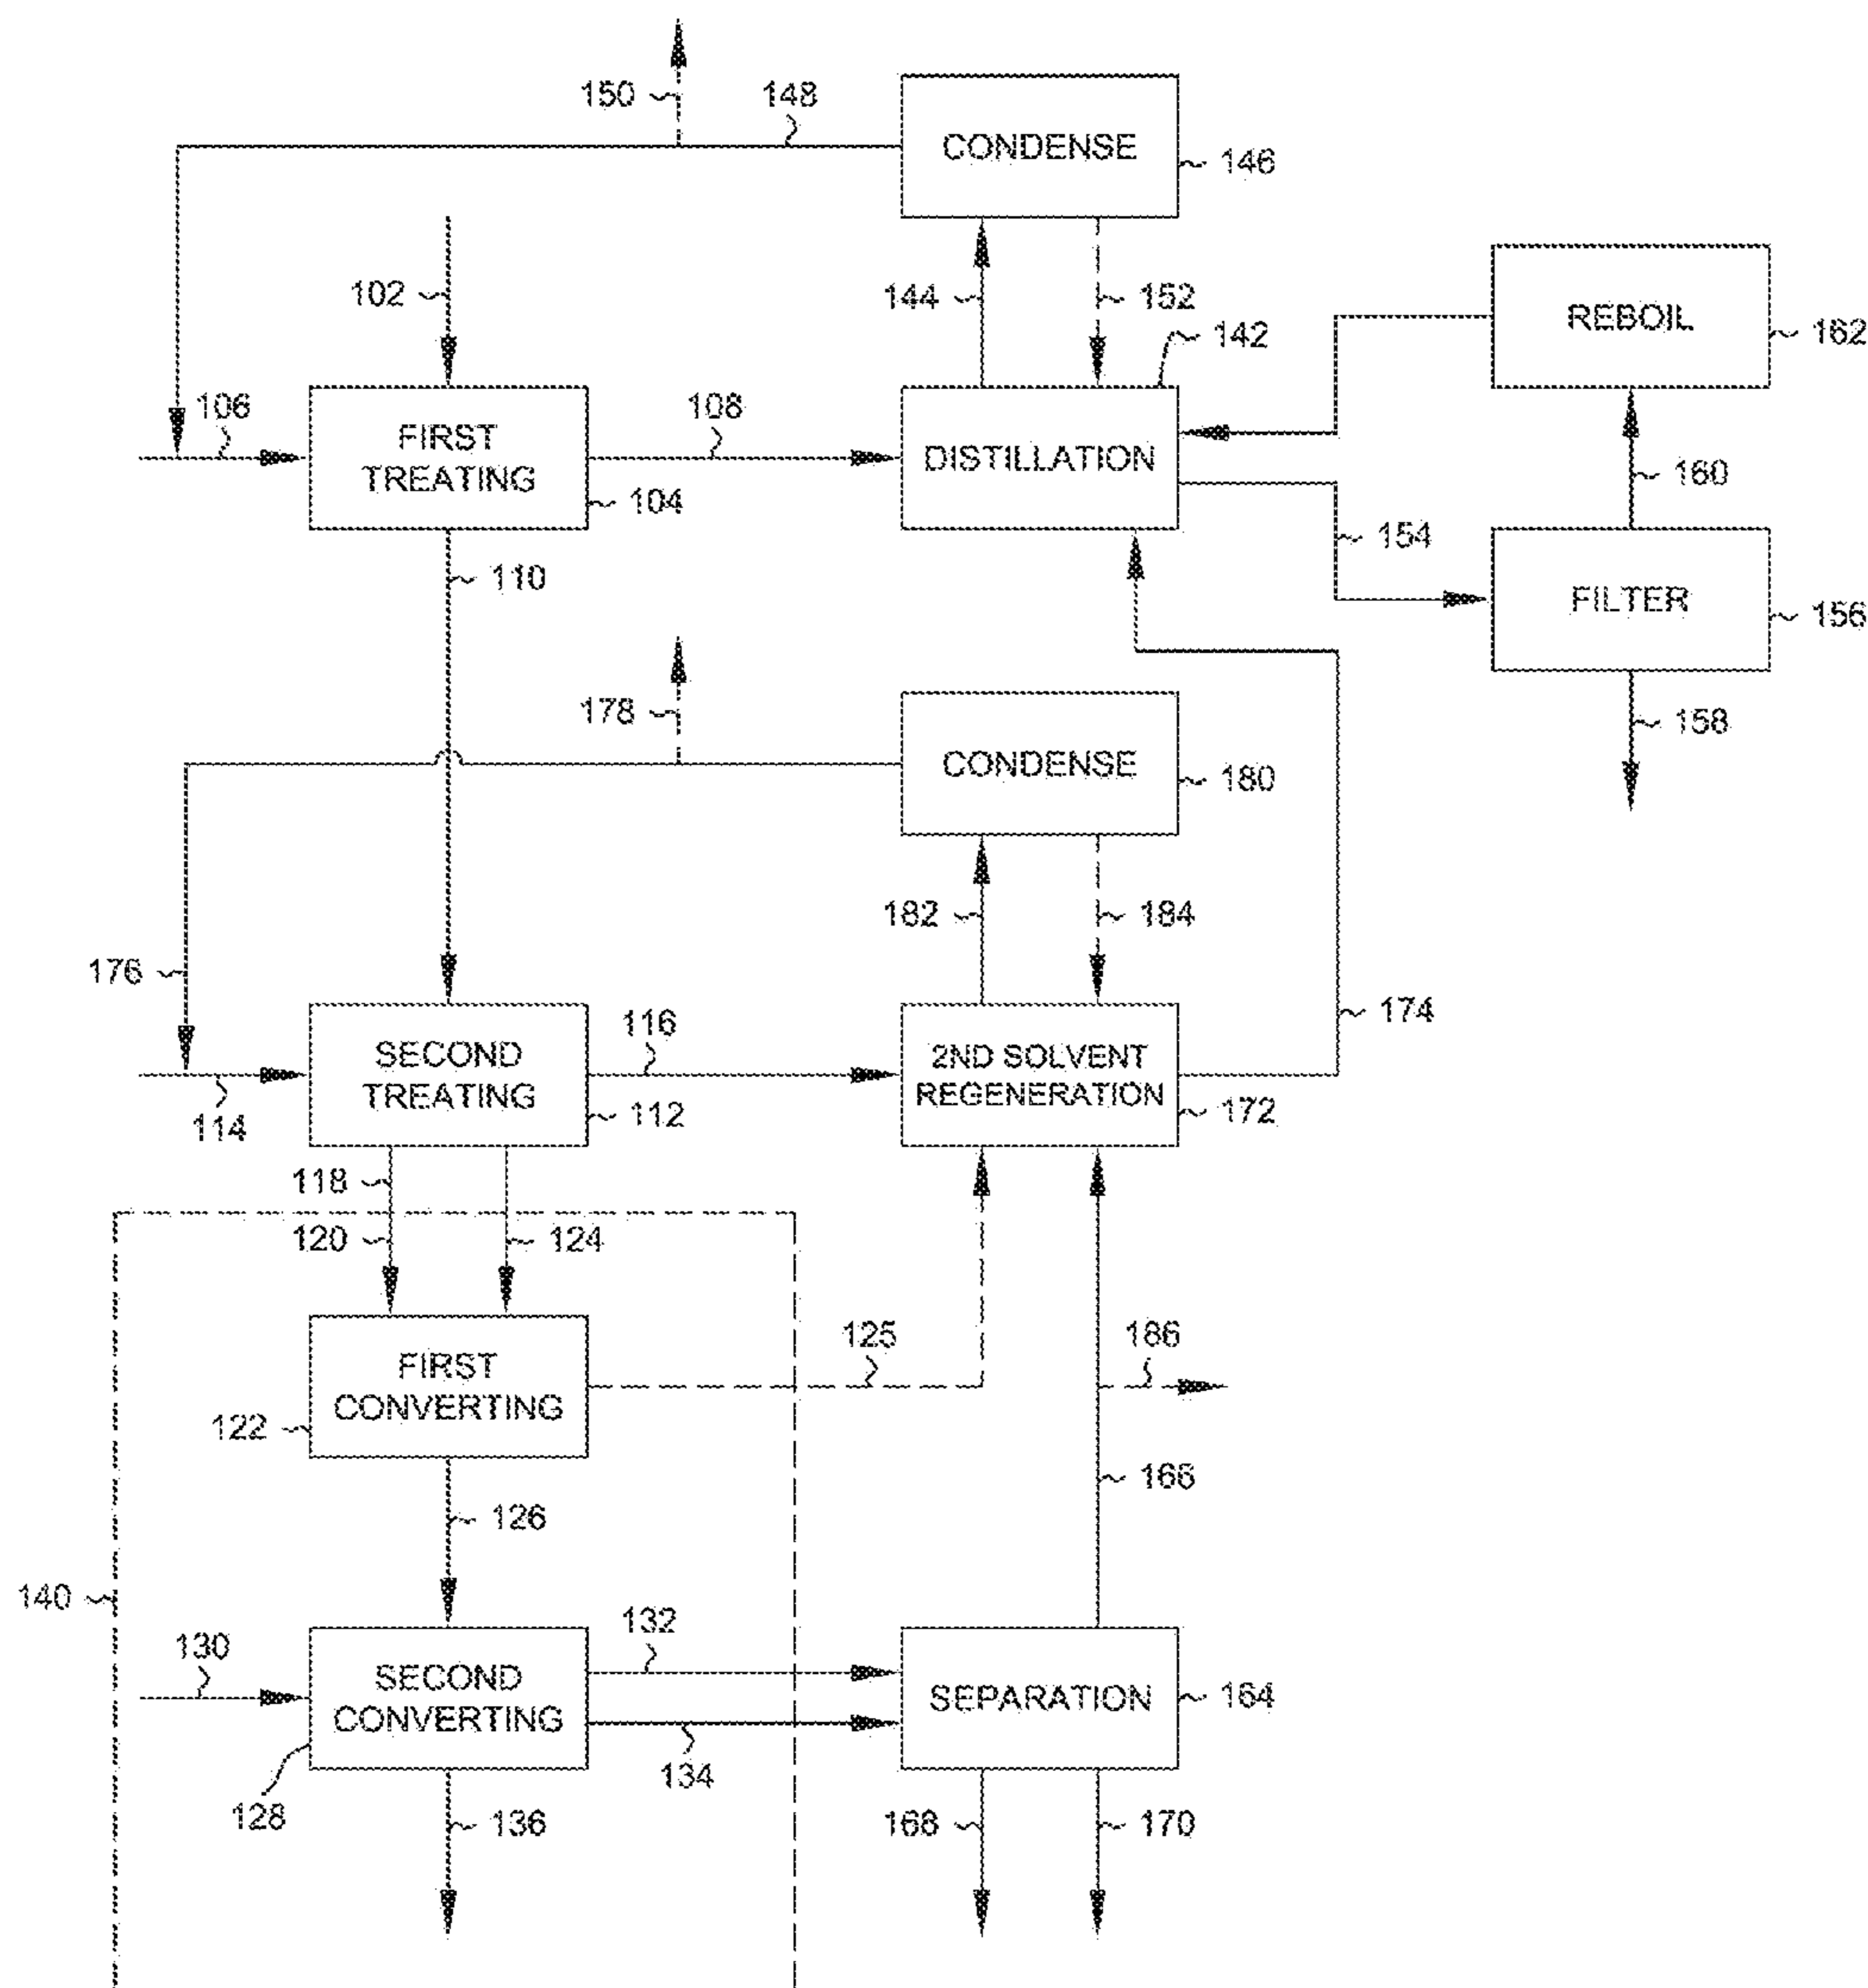 150
148
CONDENSE
146
102
144
152
142
REBOIL
162
106
FIRST
TREATING
104
108
DISTILLATION
160
154
FILTER
156
110
178
CONDENSE
180
158
182
184
176
174
SECOND
TREATING
112
116
2ND SOLVENT
REGENERATION
172
114
118
120
124
125
186
FIRST
CONVERTING
122
166
126
140
130
132
SECOND
CONVERTING
SEPARATION
164
134
128
136
168
170